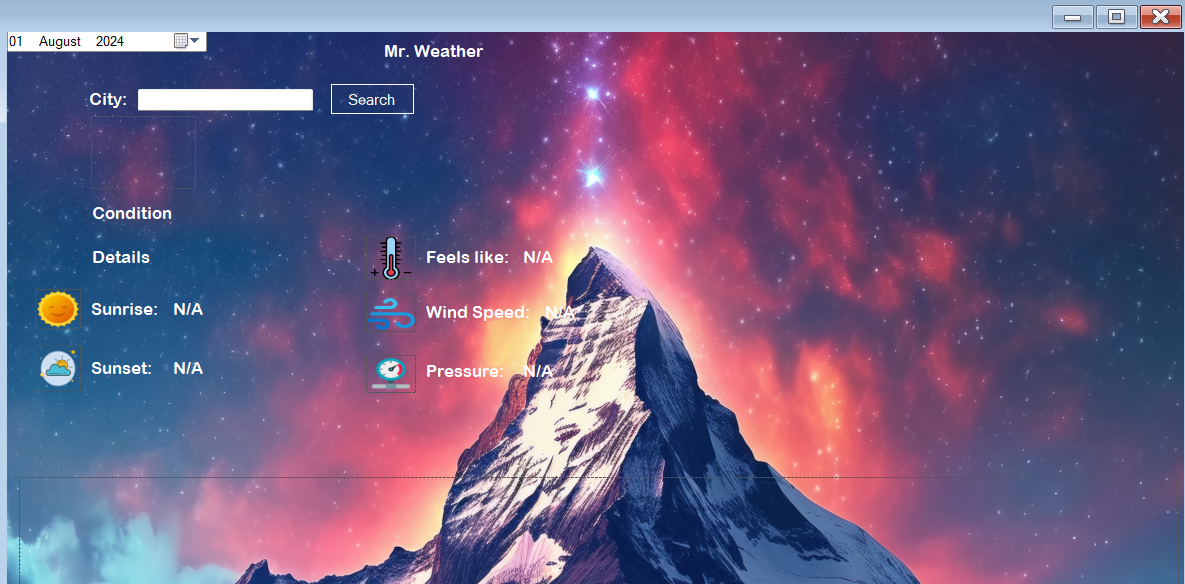 01 August 2024
Mr. Weather
City:
Search
Condition
Details
Feels like: N/A
Sunrise: N/A
Wind Speed: N/A
Sunset: N/A
Pressure: N/A